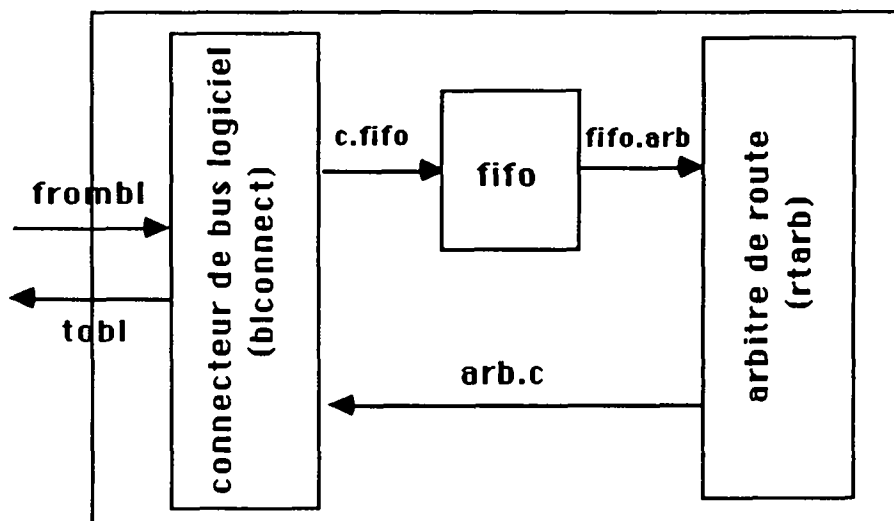 frombl
tobl
connecteur de bus logiciel
(blconnect)
c.fifo
fifo
fifo.arb
arb.c
arbitre de route
(rtarb)